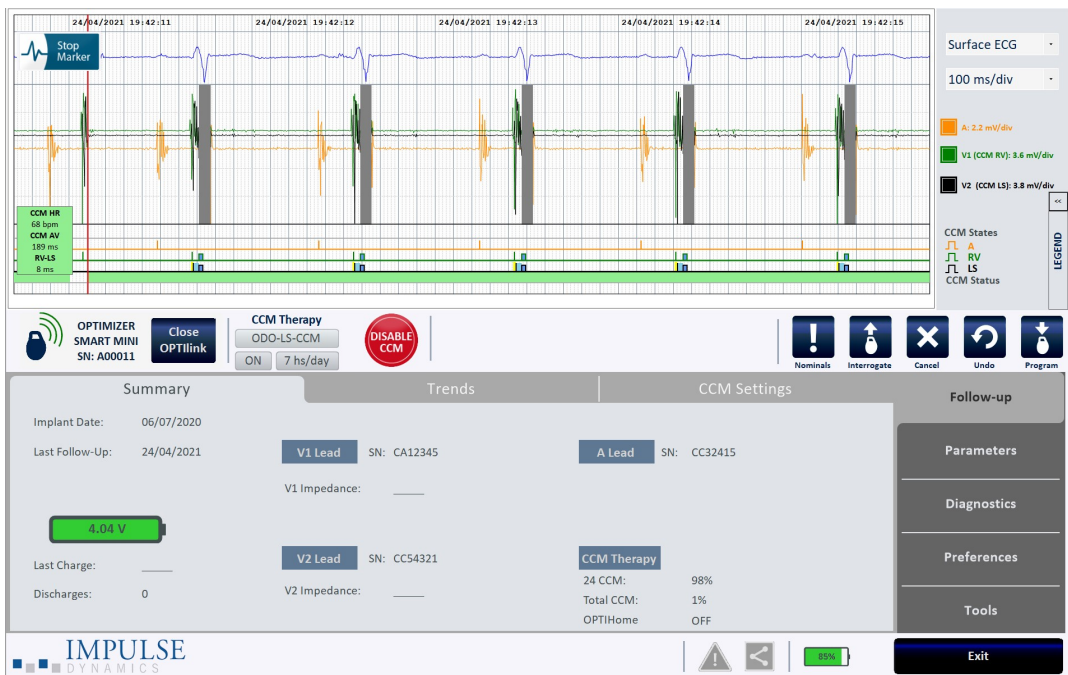 24/04/2021 19:42:11
24/04/2021 19:42:12
24/04/2021 19:42:13
24/04/2021 19:42:14
24/04/2021 19:42:15
Stop
Marker
Surface ECG
100 ms/div
A: 2.2 mV/div
V1 (CCM RV): 3.6 mV/div
V2 (CCM LS): 3.8 mV/div
<<
LEGEND
CCM States
A
RV
LS
CCM Status
CCM HR
68 bpm
CCM AV
189 ms
RV-LS
8 ms
OPTIMIZER
SMART MINI
SN: A00011
Close
OPTIlink
CCM Therapy
ODO-LS-CCM
ON
7 hs/day
DISABLE
CCM
Nominals
Interrogate
Cancel
Undo
Program
Summary
Trends
CCM Settings
Follow-up
Parameters
Diagnostics
Preferences
Tools
Implant Date: 06/07/2020
Last Follow-Up: 24/04/2021
V1 Lead SN: CA12345
A Lead SN: CC32415
V1 Impedance: _____
4.04 V
Last Charge: _____
Discharges: 0
V2 Lead SN: CC54321
V2 Impedance: _____
CCM Therapy
24 CCM: 98%
Total CCM: 1%
OPTIHome OFF
IMPULSE
DYNAMICS
85%
Exit